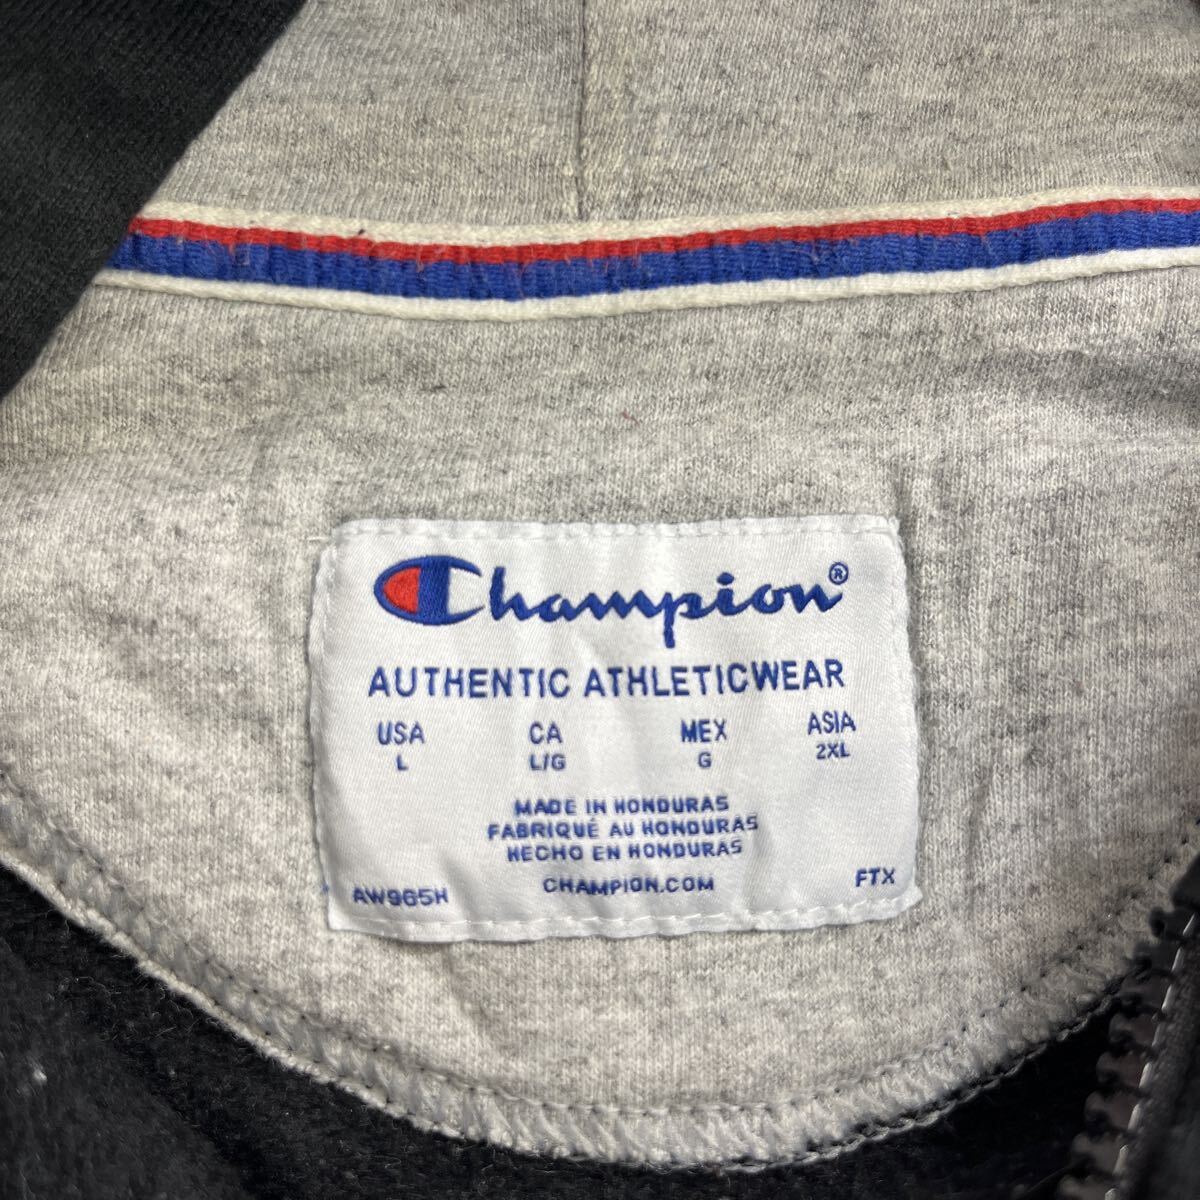 Champion®
AUTHENTIC ATHLETICWEAR
USA CA MEX ASIA
L L/G G 2XL
MADE IN HONDURAS
FABRIQUÉ AU HONDURAS
HECHO EN HONDURAS
AW965H CHAMPION.COM FTX